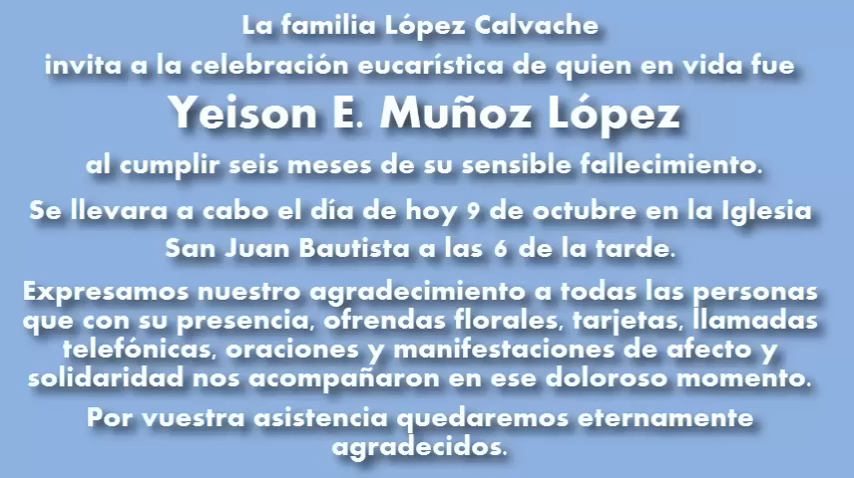 La familia López Calvache
invita a la celebración eucarística de quien en vida fue
Yeison E. Muñoz López
al cumplir seis meses de su sensible fallecimiento.
Se llevara a cabo el día de hoy 9 de octubre en la Iglesia
San Juan Bautista a las 6 de la tarde.
Expresamos nuestro agradecimiento a todas las personas
que con su presencia, ofrendas florales, tarjetas, llamadas
telefónicas, oraciones y manifestaciones de afecto y
solidaridad nos acompañaron en ese doloroso momento.
Por vuestra asistencia quedaremos eternamente
agradecidos.